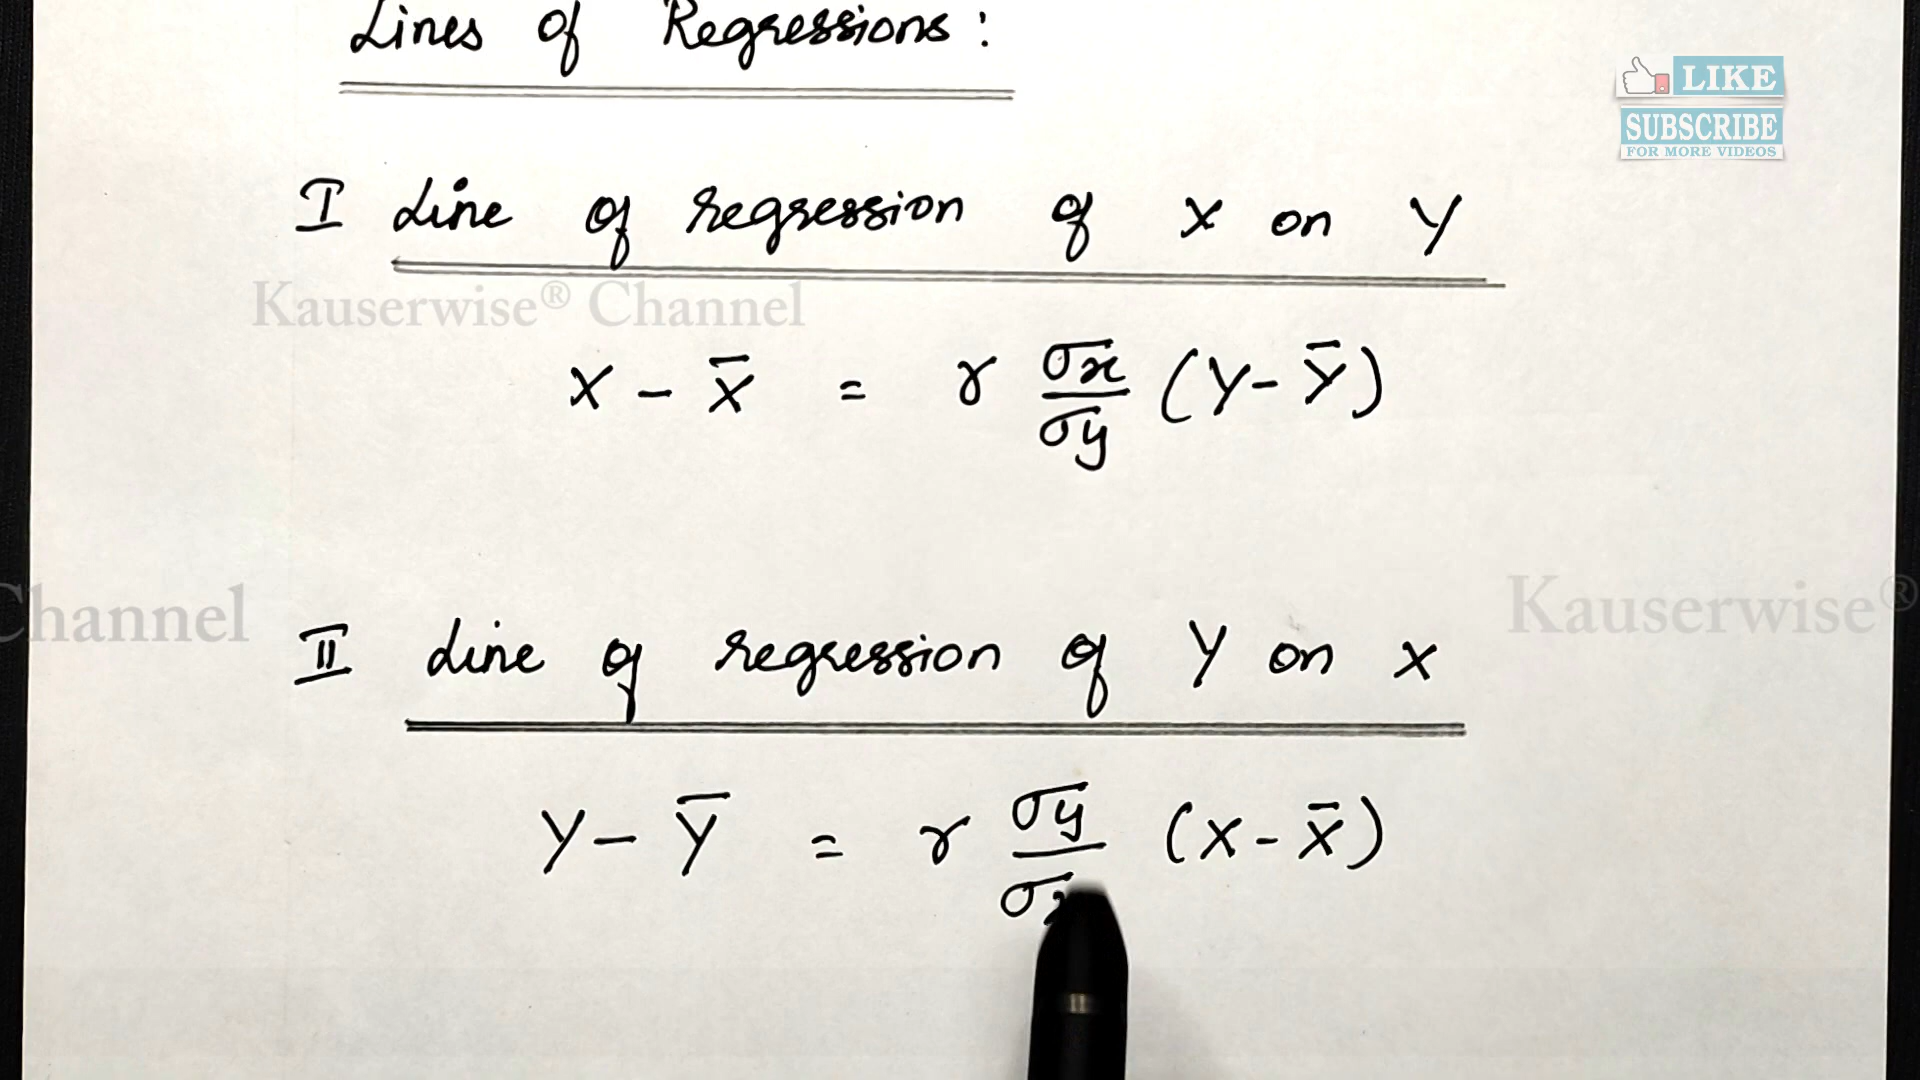 Lines of Regressions:
LIKE
SUBSCRIBE
FOR MORE VIDEOS
I Line of regression of X on Y
Kauserwise® Channel
X - X̄ = r σx/σy (Y - Ȳ)
Channel
Kauserwise®
II Line of regression of Y on X
Y - Ȳ = r σy/σx (X - X̄)